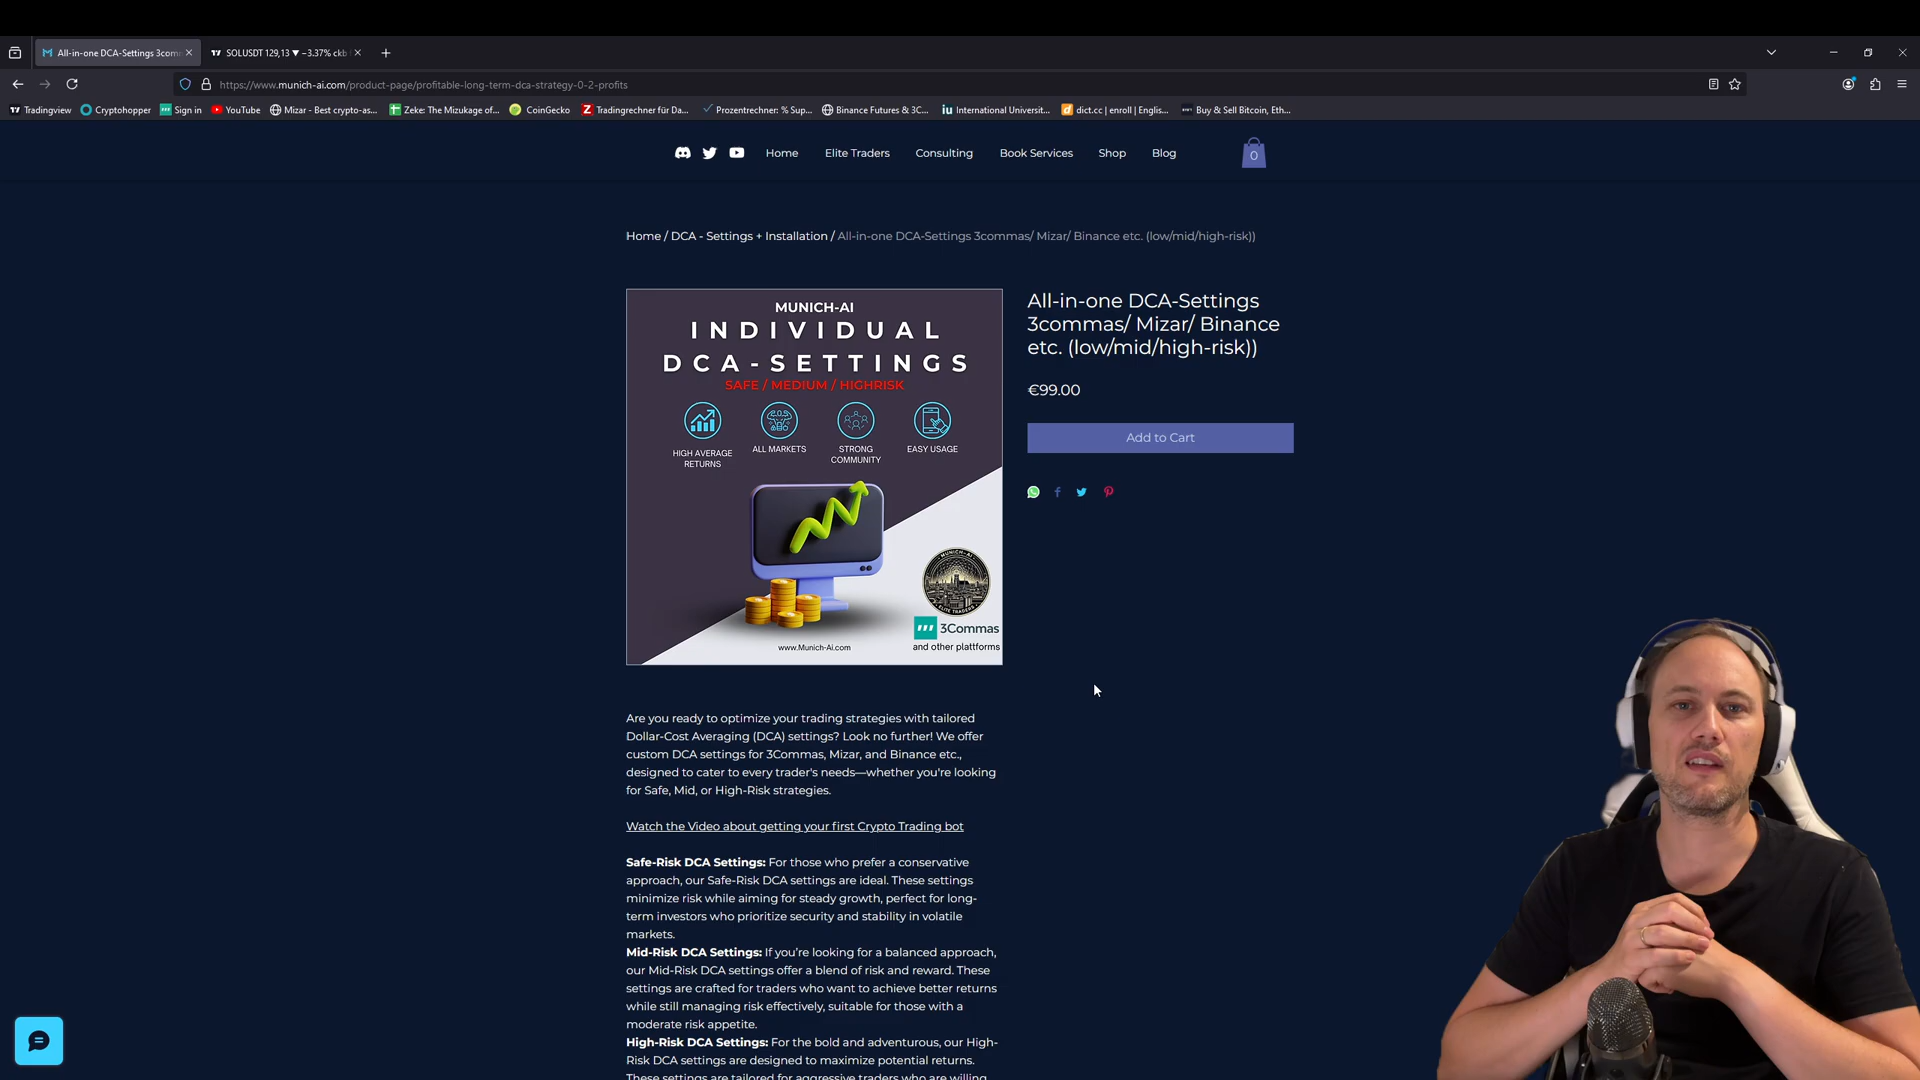 All-in-one DCA-Settings 3com
SOLUSDT 129,13 ▼ −3.37% ckb
https://www.munich-ai.com/product-page/profitable-long-term-dca-strategy-0-2-profits
Tradingview
Cryptohopper
Sign in
YouTube
Mizar - Best crypto-as...
Zeke: The Mizukage of...
CoinGecko
Tradingrechner für Da...
Prozentrechner: % Sup...
Binance Futures & 3C...
International Universit...
dict.cc | enroll | Englis...
Buy & Sell Bitcoin, Eth...
Home
Elite Traders
Consulting
Book Services
Shop
Blog
0
Home / DCA - Settings + Installation / All-in-one DCA-Settings 3commas/ Mizar/ Binance etc. (low/mid/high-risk))
MUNICH-AI
INDIVIDUAL
DCA-SETTINGS
SAFE / MEDIUM / HIGHRISK
HIGH AVERAGE
RETURNS
ALL MARKETS
STRONG
COMMUNITY
EASY USAGE
MUNICH-AI
ELITE TRADERS
3Commas
and other plattforms
www.Munich-Ai.com
All-in-one DCA-Settings
3commas/ Mizar/ Binance
etc. (low/mid/high-risk))
€99.00
Add to Cart
Are you ready to optimize your trading strategies with tailored
Dollar-Cost Averaging (DCA) settings? Look no further! We offer
custom DCA settings for 3Commas, Mizar, and Binance etc.,
designed to cater to every trader's needs—whether you're looking
for Safe, Mid, or High-Risk strategies.
Watch the Video about getting your first Crypto Trading bot
Safe-Risk DCA Settings: For those who prefer a conservative
approach, our Safe-Risk DCA settings are ideal. These settings
minimize risk while aiming for steady growth, perfect for long-
term investors who prioritize security and stability in volatile
markets.
Mid-Risk DCA Settings: If you're looking for a balanced approach,
our Mid-Risk DCA settings offer a blend of risk and reward. These
settings are crafted for traders who want to achieve better returns
while still managing risk effectively, suitable for those with a
moderate risk appetite.
High-Risk DCA Settings: For the bold and adventurous, our High-
Risk DCA settings are designed to maximize potential returns.
These settings are tailored for aggressive traders who are willing